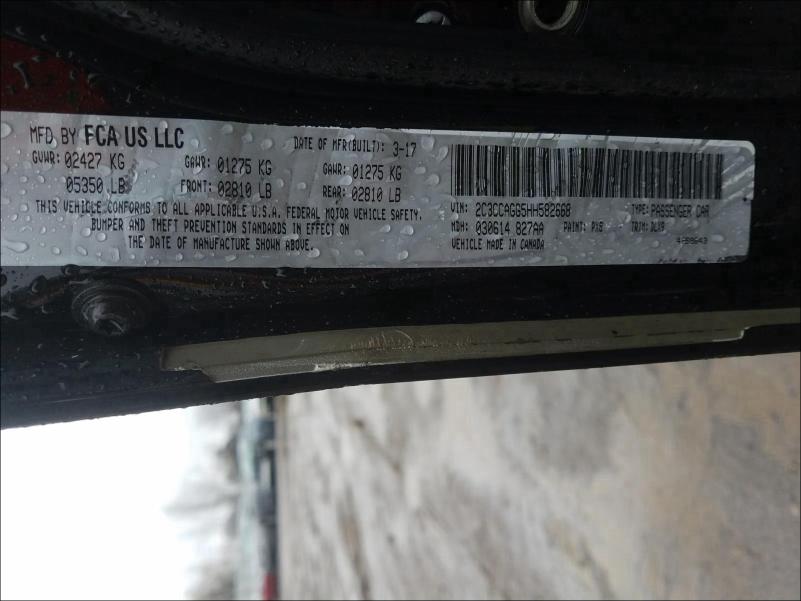 MFD BY FCA US LLC DATE OF MFR(BUILT): 3-17
GVWR: 02427 KG GAWR: 01275 KG GAWR: 01275 KG
05350 LB FRONT: 02810 LB REAR: 02810 LB
THIS VEHICLE CONFORMS TO ALL APPLICABLE U.S.A. FEDERAL MOTOR VEHICLE SAFETY,
BUMPER AND THEFT PREVENTION STANDARDS IN EFFECT ON
THE DATE OF MANUFACTURE SHOWN ABOVE.
VIN: 2C3CCAGG5HH582668 TYPE: PASSENGER CAR
MDH: 030614 827AA PAINT: PX8 TRIM: DLX9
VEHICLE MADE IN CANADA